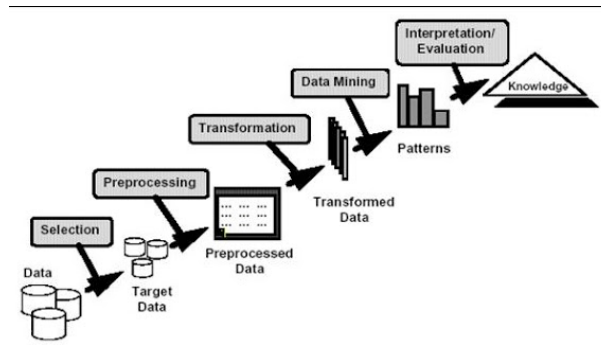 Interpretation/
Evaluation
Knowledge
Data Mining
Patterns
Transformation
Transformed
Data
Preprocessing
Preprocessed
Data
Selection
Target
Data
Data